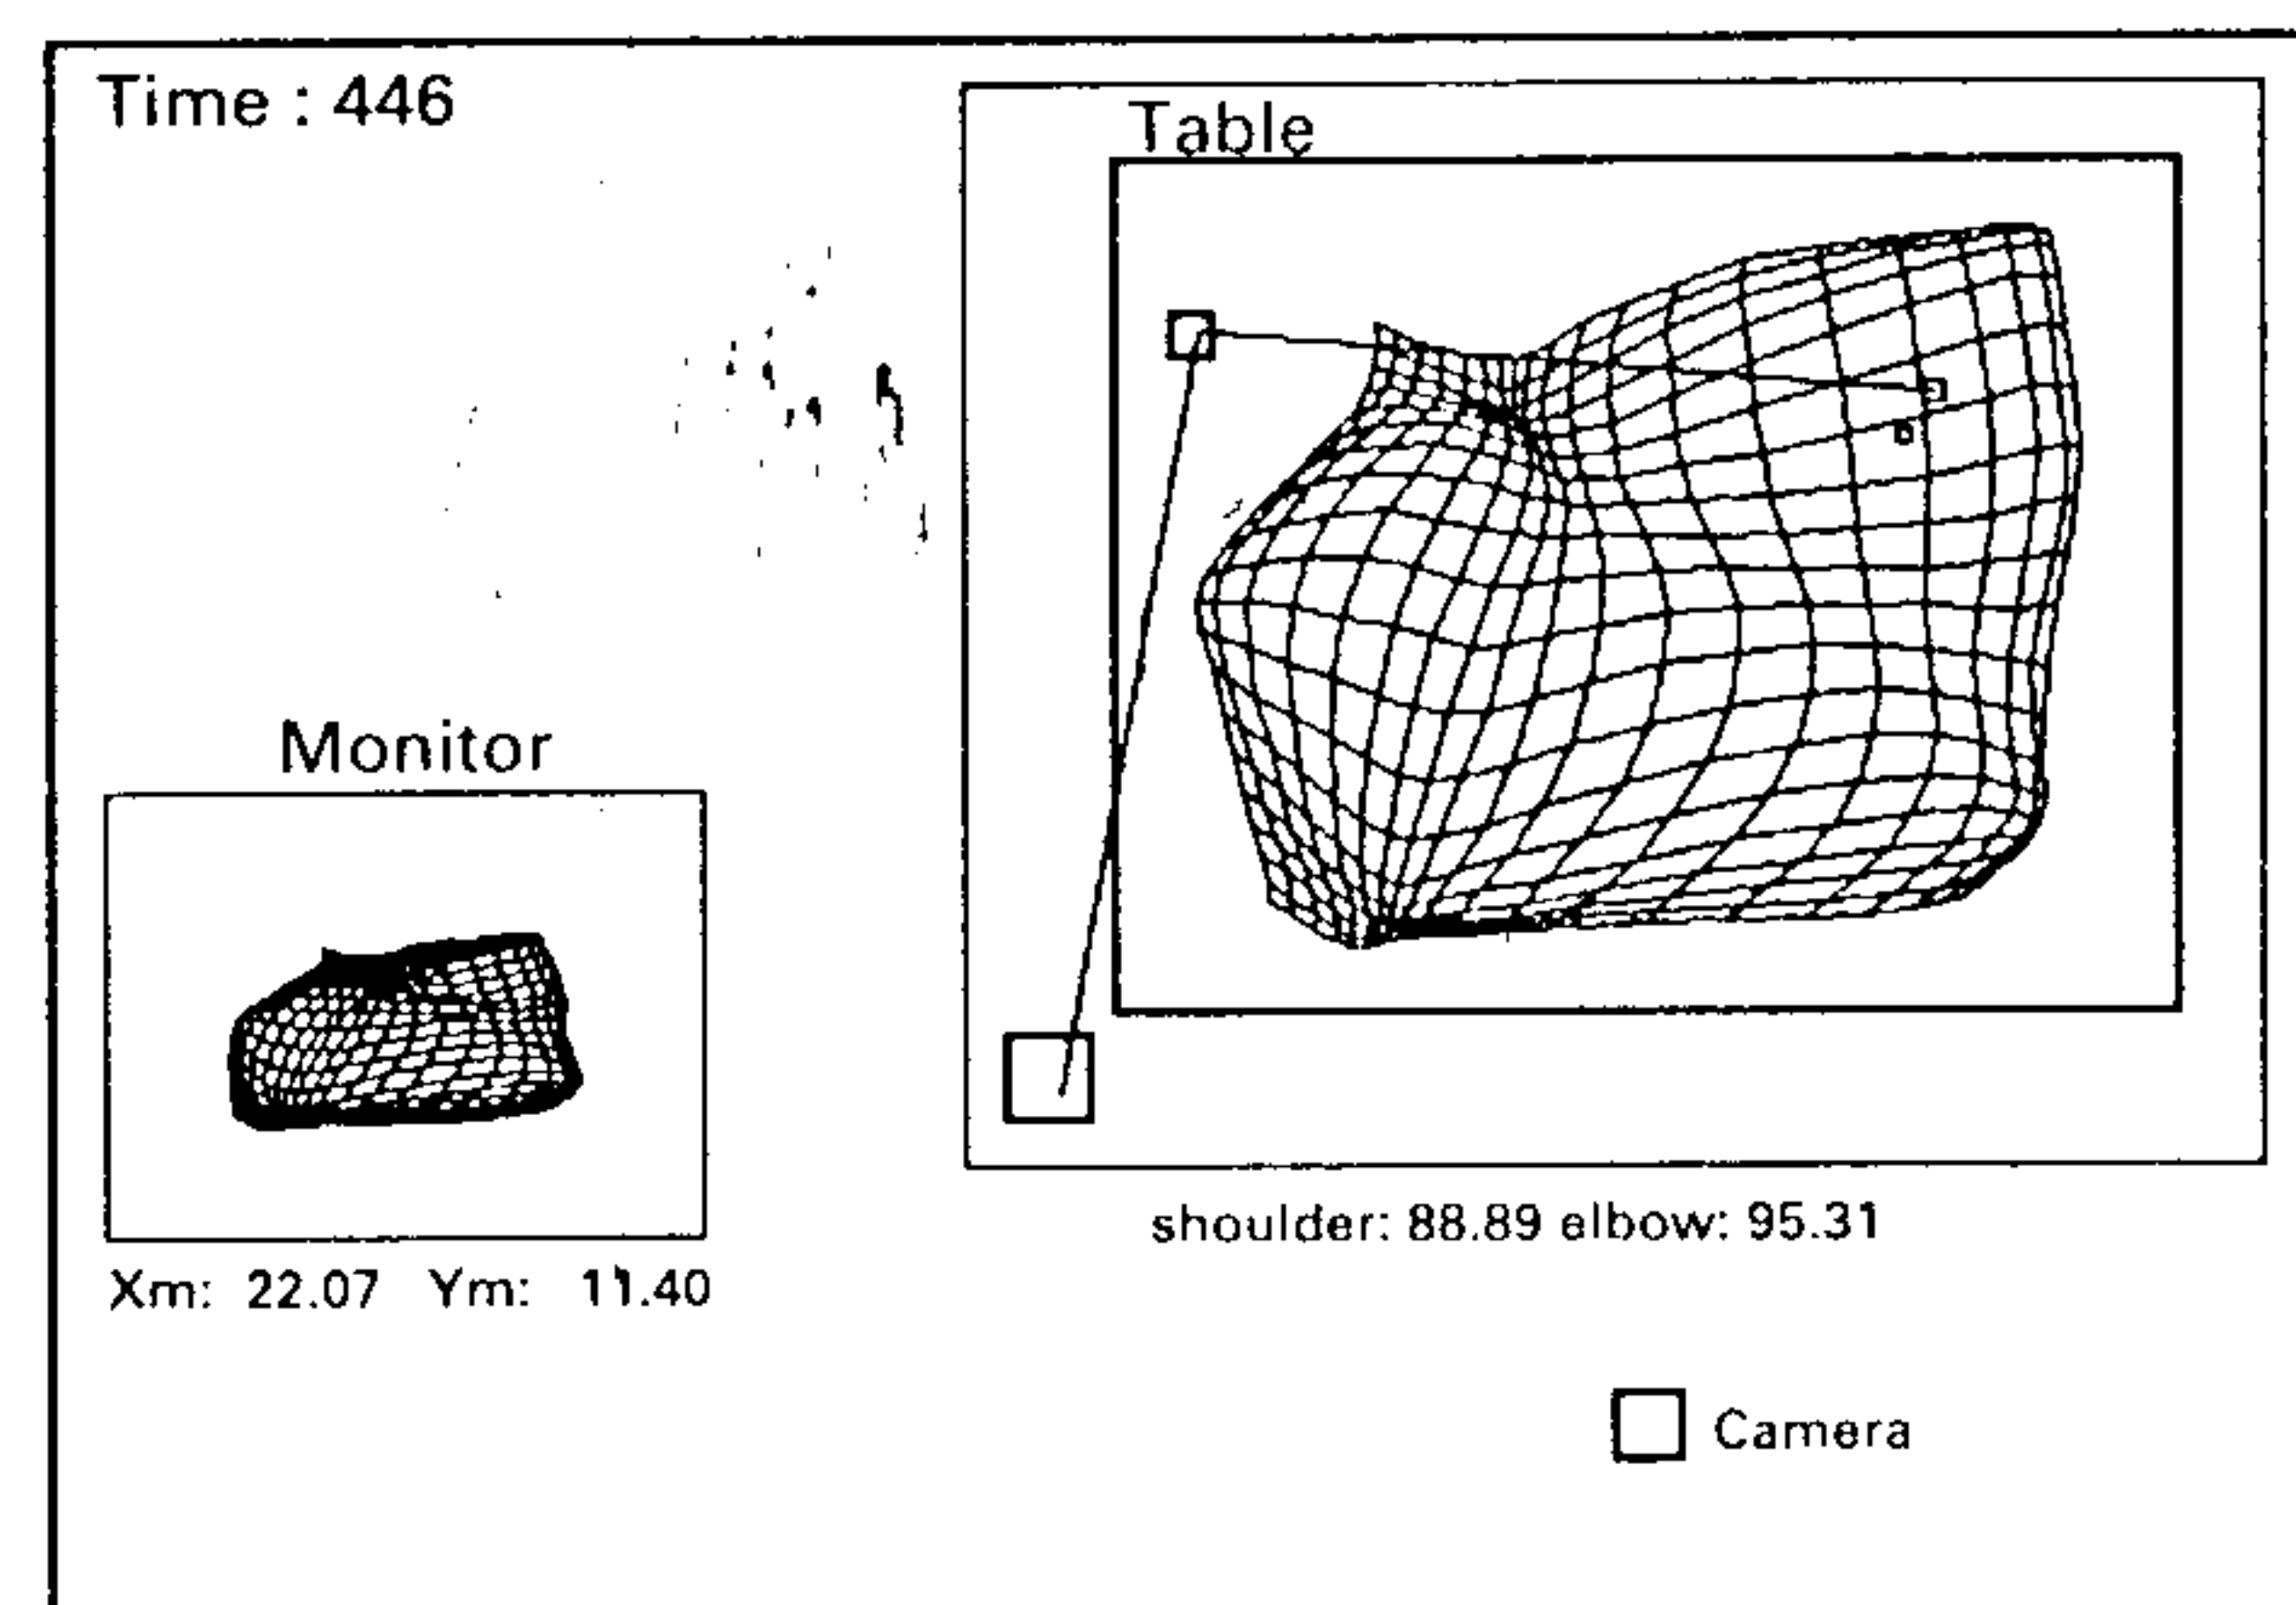 Time : 446
Table
Monitor
shoulder: 88.89 elbow: 95.31
Xm: 22.07 Ym: 11.40
Camera